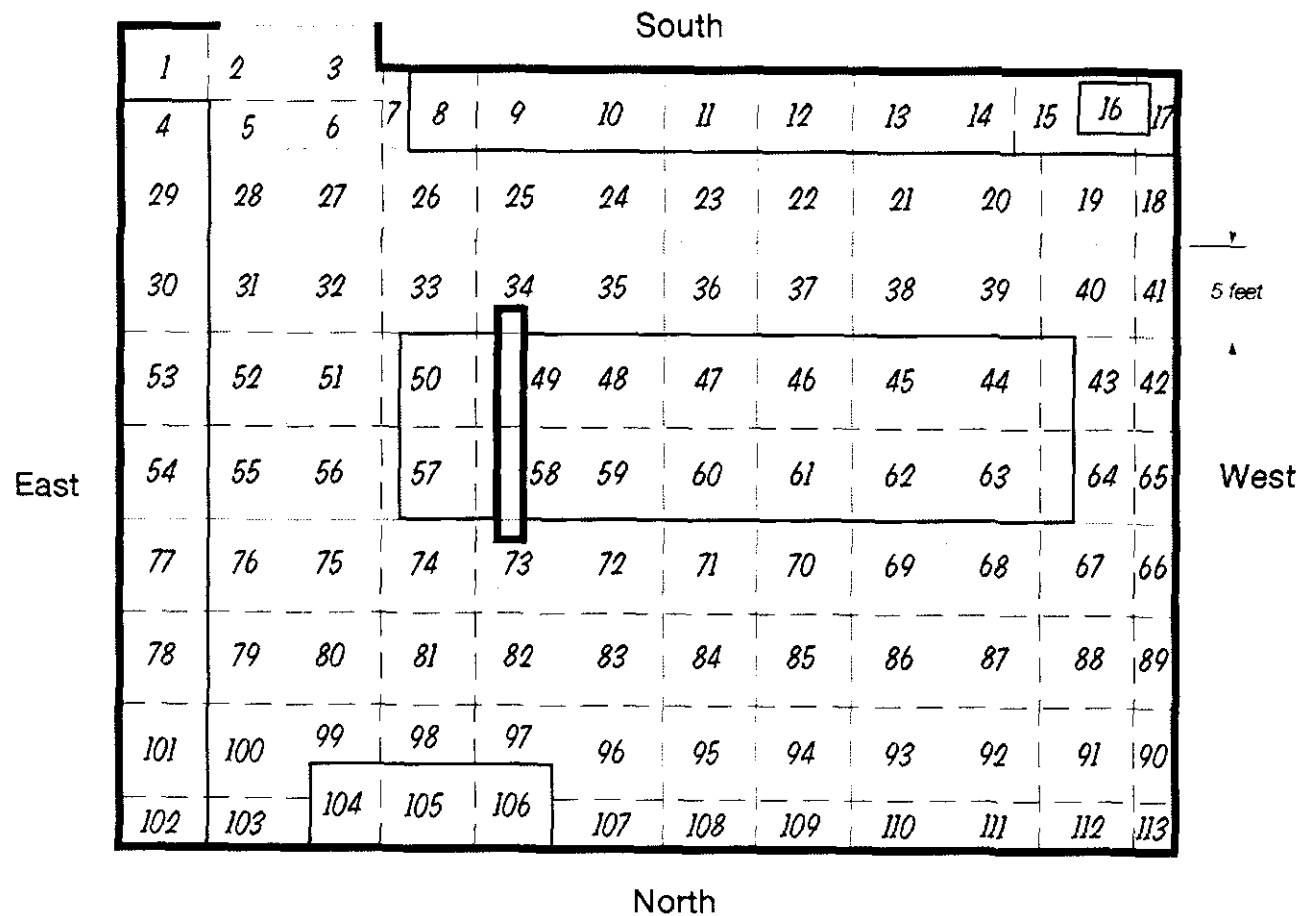 South
1 2 3
4 5 6 7 8 9 10 11 12 13 14 15 16 17
29 28 27 26 25 24 23 22 21 20 19 18
30 31 32 33 34 35 36 37 38 39 40 41 5 feet
53 52 51 50 49 48 47 46 45 44 43 42
East 54 55 56 57 58 59 60 61 62 63 64 65 West
77 76 75 74 73 72 71 70 69 68 67 66
78 79 80 81 82 83 84 85 86 87 88 89
101 100 99 98 97 96 95 94 93 92 91 90
102 103 104 105 106 107 108 109 110 111 112 113
North